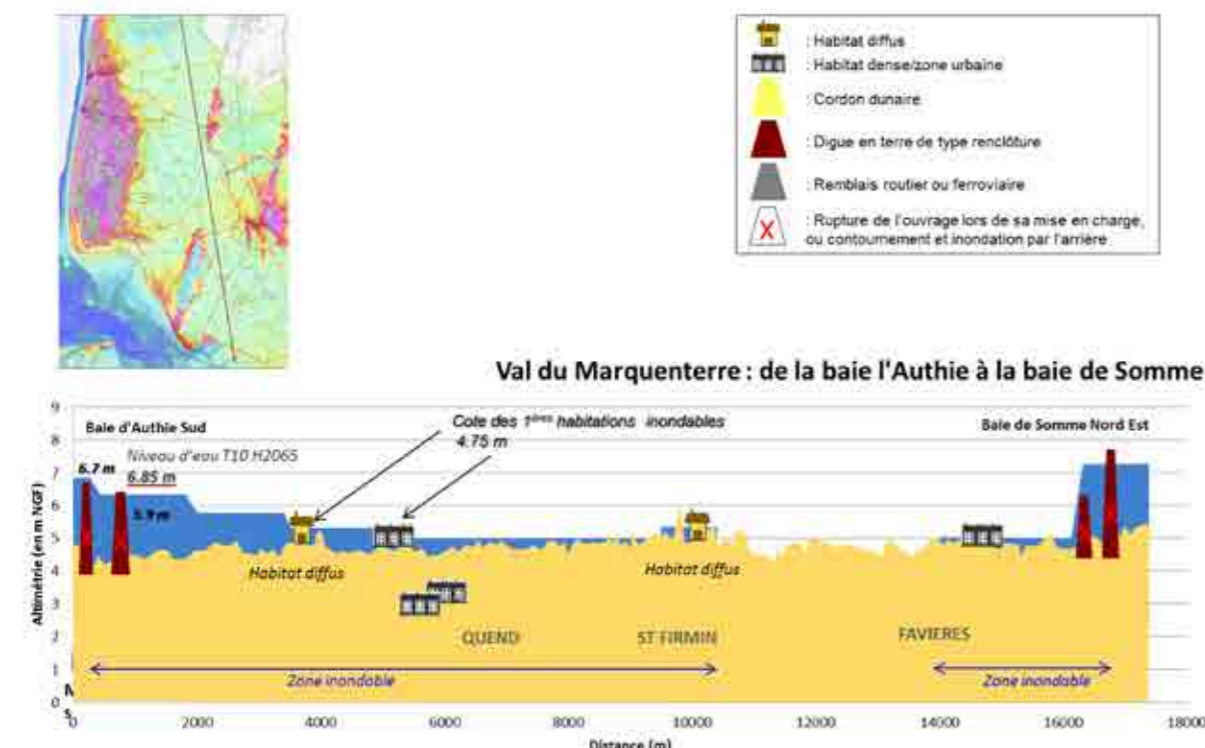 : Habitat diffus
: Habitat dense/zone urbaine
: Cordon dunaire
: Digue en terre de type renclôture
: Remblais routier ou ferroviaire
: Rupture de l'ouvrage lors de sa mise en charge,
ou contournement et inondation par l'arrière
Val du Marquenterre : de la baie l'Authie à la baie de Somme
Altimétrie (en m NGF)
9
8
7
6
5
4
3
2
1
0
Baie d'Authie Sud
Niveau d'eau T10 H2065
6.7 m
6.85 m
5.9 m
Cote des 1ères habitations inondables
4.75 m
Baie de Somme Nord Est
Habitat diffus
Habitat diffus
QUEND
ST FIRMIN
FAVIERES
Zone inondable
Zone inondable
N
S
0
2000
4000
6000
8000
10000
12000
14000
16000
18000
Distance (m)